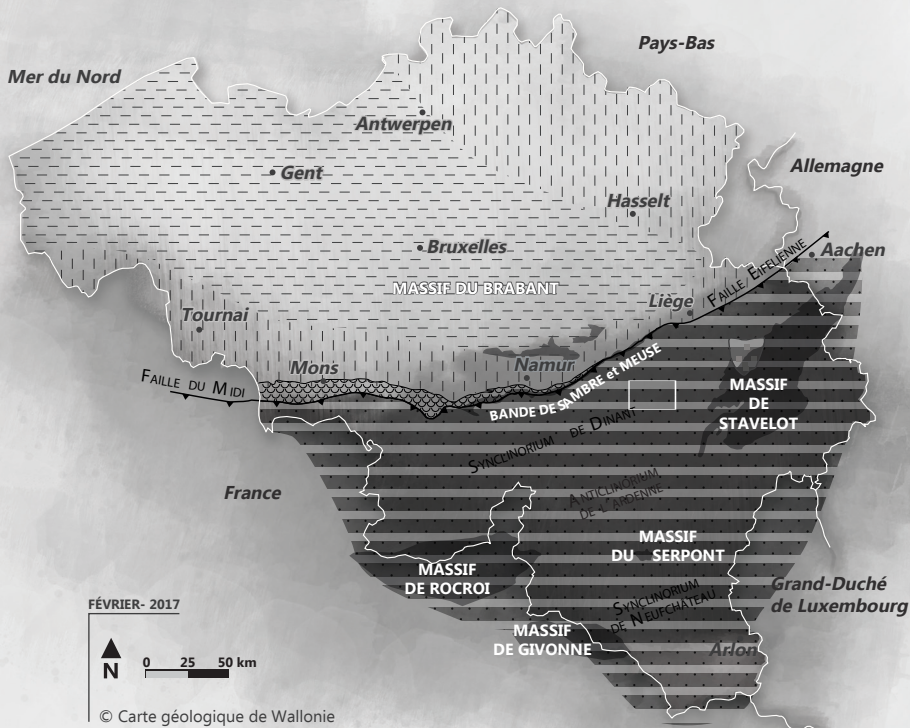 Pays-Bas
Mer du Nord
Antwerpen
Allemagne
Gent
Hasselt
Bruxelles
Aachen
FAILLE EIFELIENNE
MASSIF DU BRABANT
Liège
Tournai
Mons
Namur
FAILLE DU MIDI
BANDE DE SAMBRE et MEUSE
MASSIF
DE
STAVELOT
SYNCLINORIUM DE DINANT
France
ANTICLINORIUM
DE L'ARDENNE
MASSIF
DU SERPONT
MASSIF
DE ROCROI
Grand-Duché
de Luxembourg
SYNCLINORIUM
DE NEUFCHÂTEAU
FÉVRIER- 2017
MASSIF
DE GIVONNE
Arlon
N
0 25 50 km
© Carte géologique de Wallonie